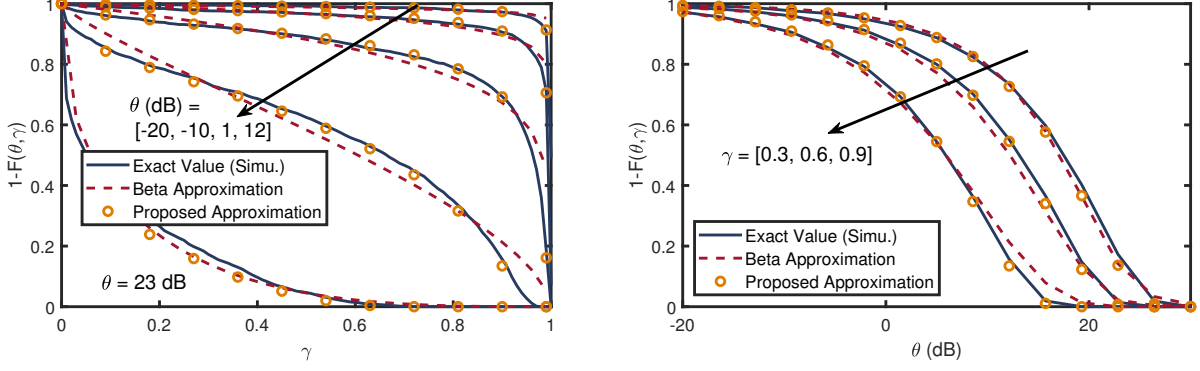 1
0.8
0.6
0.4
0.2
0
1-F(θ,γ)
θ (dB) =
[-20, -10, 1, 12]
Exact Value (Simu.)
Beta Approximation
Proposed Approximation
θ = 23 dB
0 0.2 0.4 0.6 0.8 1
γ
1
0.8
0.6
0.4
0.2
0
1-F(θ,γ)
γ = [0.3, 0.6, 0.9]
Exact Value (Simu.)
Beta Approximation
Proposed Approximation
-20 0 20
θ (dB)